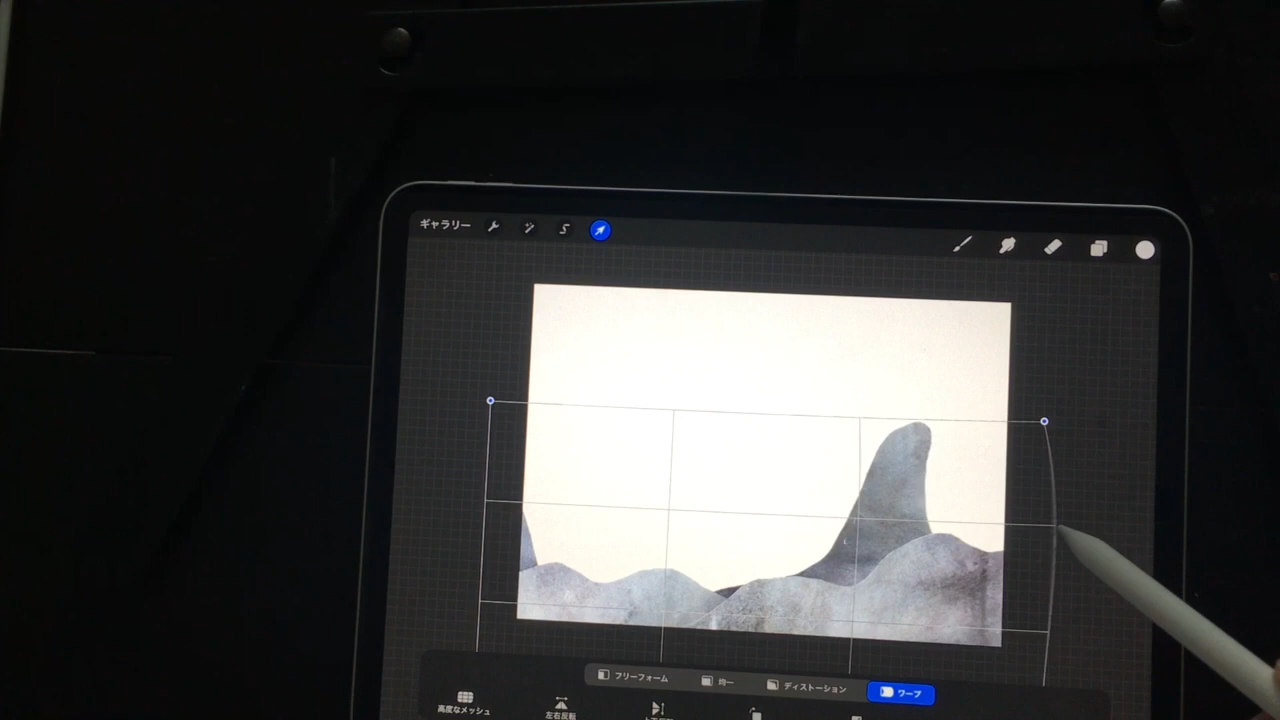 ギャラリー
フリーフォーム
均一
ディストーション
ワープ
高度なメッシュ
左右反転